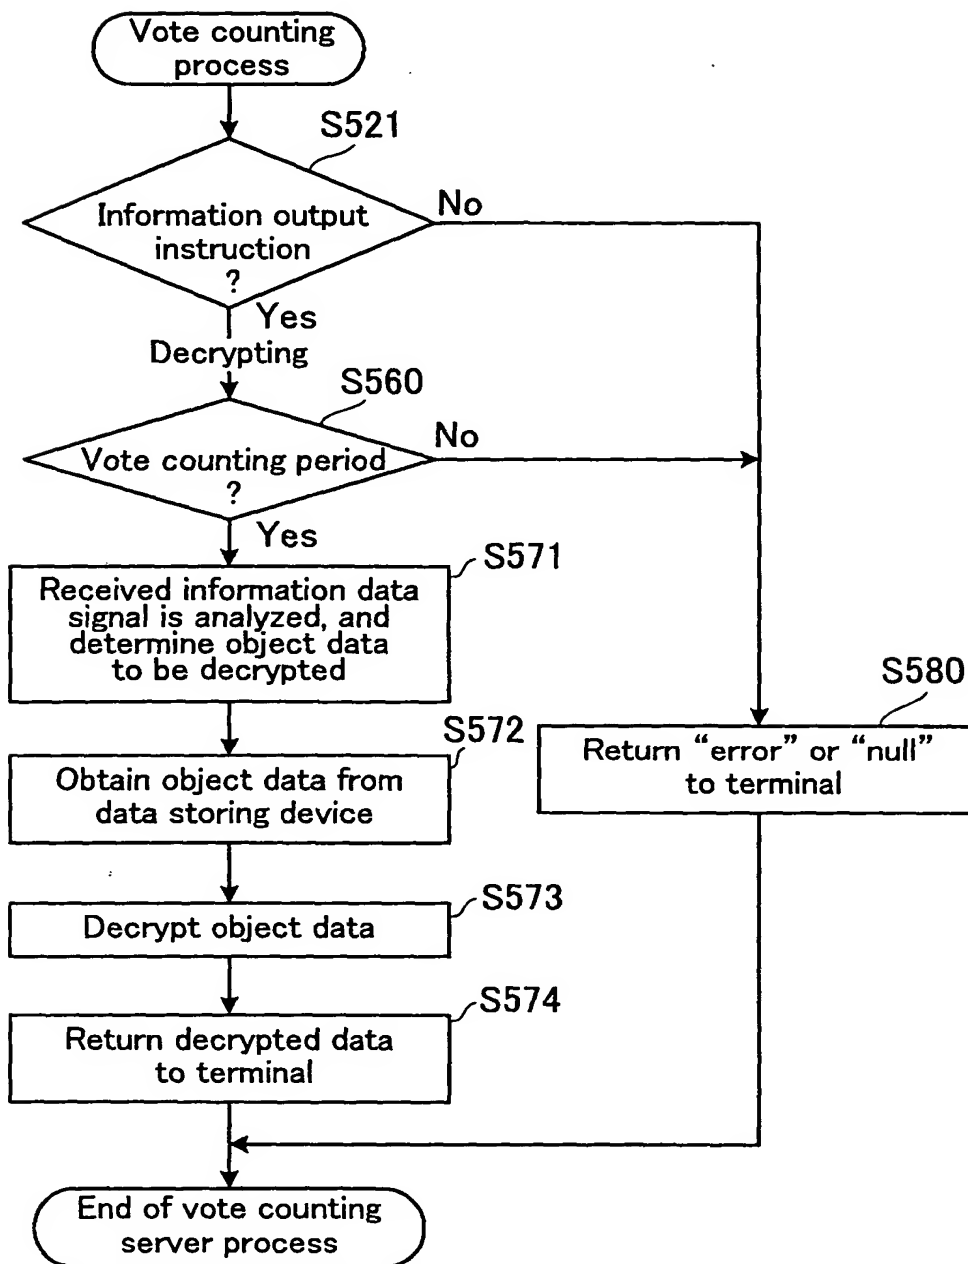 Vote counting
process
S521
Information output
instruction
?
No
Yes
Decrypting
S560
Vote counting period
?
No
Yes
S571
Received information data
signal is analyzed, and
determine object data
to be decrypted
S572
Obtain object data from
data storing device
S573
Decrypt object data
S574
Return decrypted data
to terminal
S580
Return “error” or “null”
to terminal
End of vote counting
server process